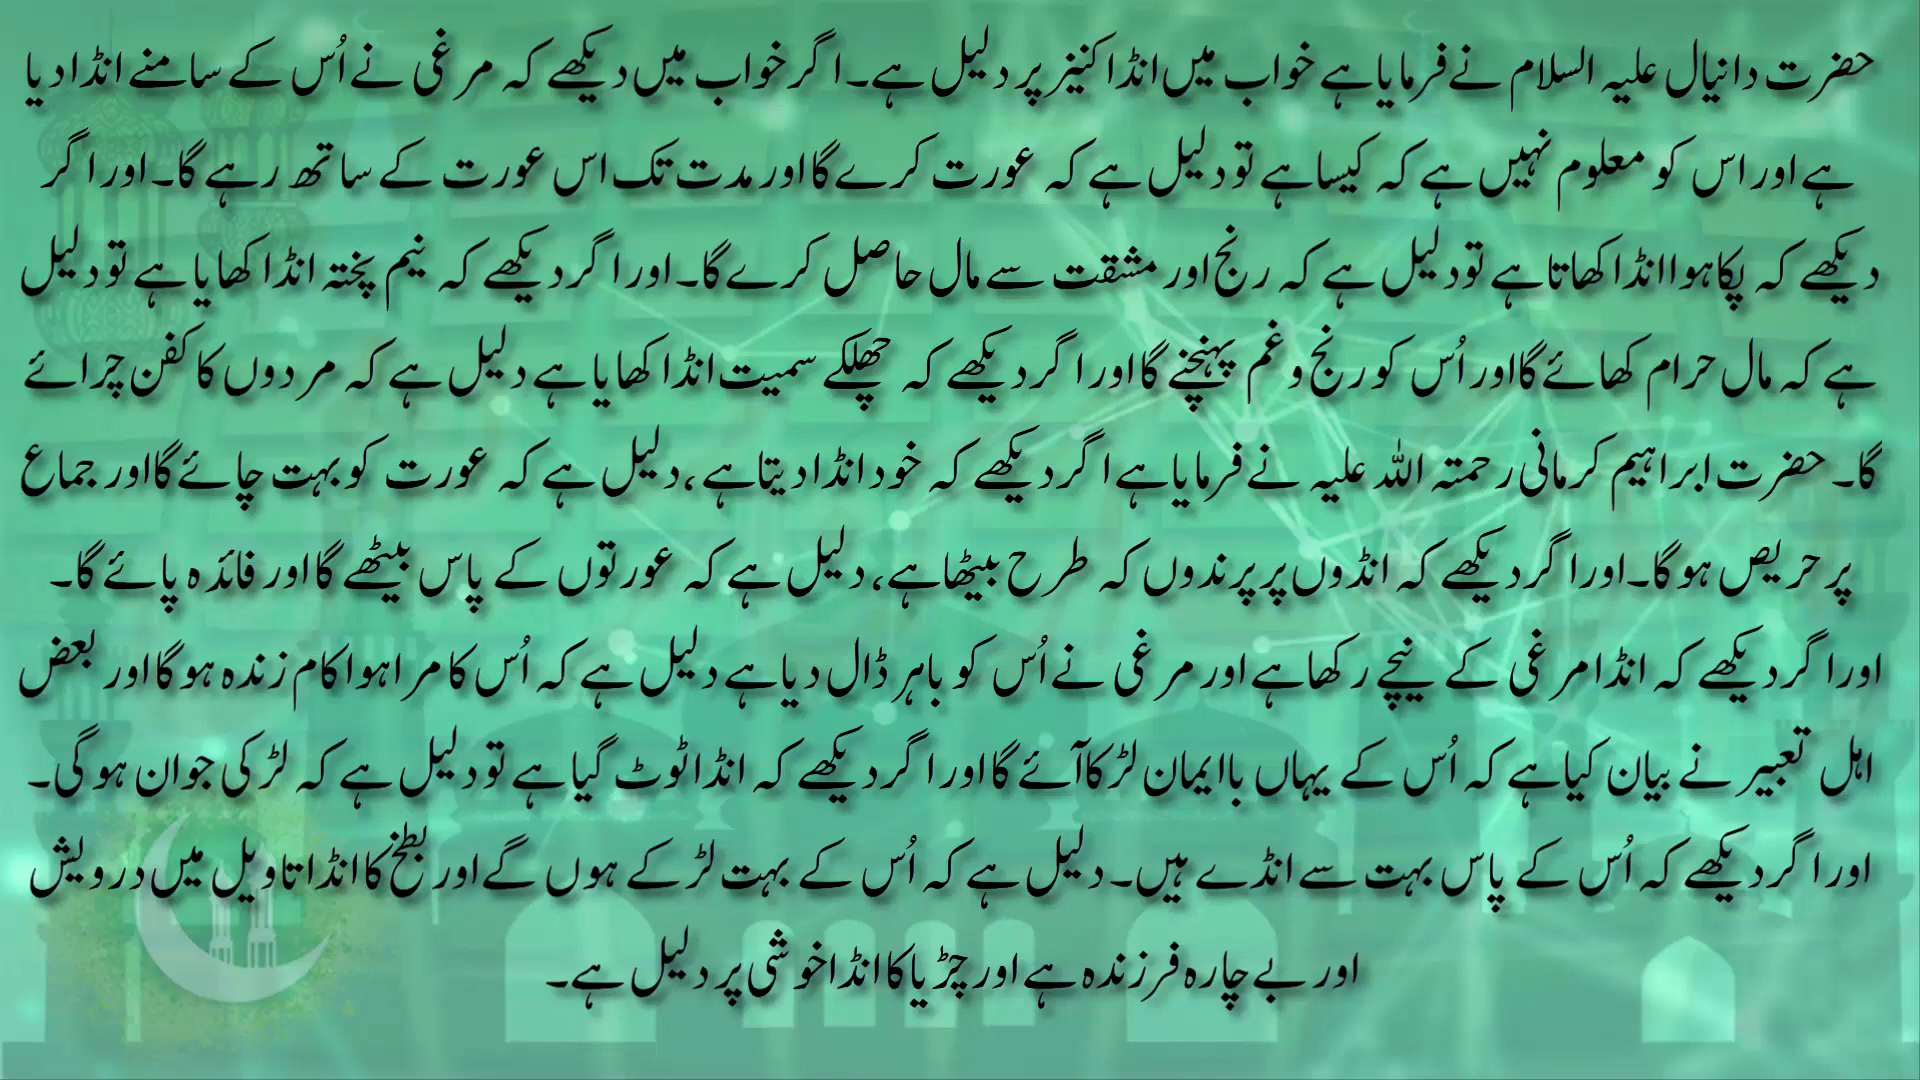 حضرت دانیال علیہ السلام نے فرمایا ہے خواب میں انڈا کنیز پر دلیل ہے۔ اگر خواب میں دیکھے کہ مرغی نے اُس کے سامنے انڈا دیا
ہے اور اس کو معلوم نہیں ہے کہ کیسا ہے تو دلیل ہے کہ عورت کرے گا اور مدت تک اس عورت کے ساتھ رہے گا۔ اور اگر
دیکھے کہ پکا ہوا انڈا کھاتا ہے تو دلیل ہے کہ رنج اور مشقت سے مال حاصل کرے گا۔ اور اگر دیکھے کہ نیم پختہ انڈا کھایا ہے تو دلیل
ہے کہ مال حرام کھائے گا اور اُس کو رنج و غم پہنچنے گا اور اگر دیکھے کہ چھلکے سمیت انڈا کھایا ہے دلیل ہے کہ مردوں کا کفن چرائے
گا۔ حضرت ابراہیم کرمانی رحمتہ اللہ علیہ نے فرمایا ہے اگر دیکھے کہ خود انڈا دیتا ہے، دلیل ہے کہ عورت کو بہت چائے گا اور جماع
پر حریص ہو گا۔ اور اگر دیکھے کہ انڈوں پر پرندوں کہ طرح بیٹھا ہے، دلیل ہے کہ عورتوں کے پاس بیٹھے گا اور فائدہ پائے گا۔
اور اگر دیکھے کہ انڈا مرغی کے نیچے رکھا ہے اور مرغی نے اُس کو باہر ڈال دیا ہے دلیل ہے کہ اُس کا مرا ہوا کام زندہ ہو گا اور بعض
اہل تعبیر نے بیان کیا ہے کہ اُس کے یہاں باایمان لڑکا آئے گا اور اگر دیکھے کہ انڈا ٹوٹ گیا ہے تو دلیل ہے کہ لڑکی جوان ہو گی۔
اور اگر دیکھے کہ اُس کے پاس بہت سے انڈے ہیں۔ دلیل ہے کہ اُس کے بہت لڑکے ہوں گے اور بطخ کا انڈا تاویل میں درویش
اور بے چارہ فرزندہ ہے اور چڑیا کا انڈا خوشی پر دلیل ہے۔